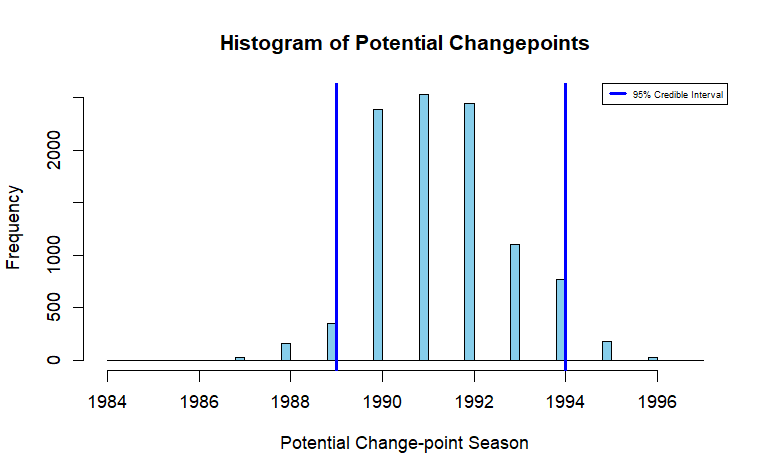 Histogram of Potential Changepoints
95% Credible Interval
Frequency
2000
1000
500
0
1984 1986 1988 1990 1992 1994 1996
Potential Change-point Season